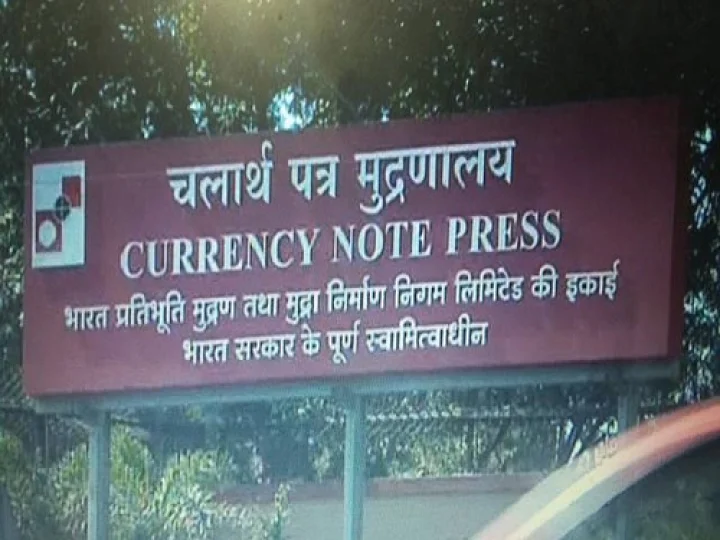 चलार्थ पत्र मुद्रणालय
CURRENCY NOTE PRESS
भारत प्रतिभूति मुद्रण तथा मुद्रा निर्माण निगम लिमिटेड की इकाई
भारत सरकार के पूर्ण स्वामित्वाधीन